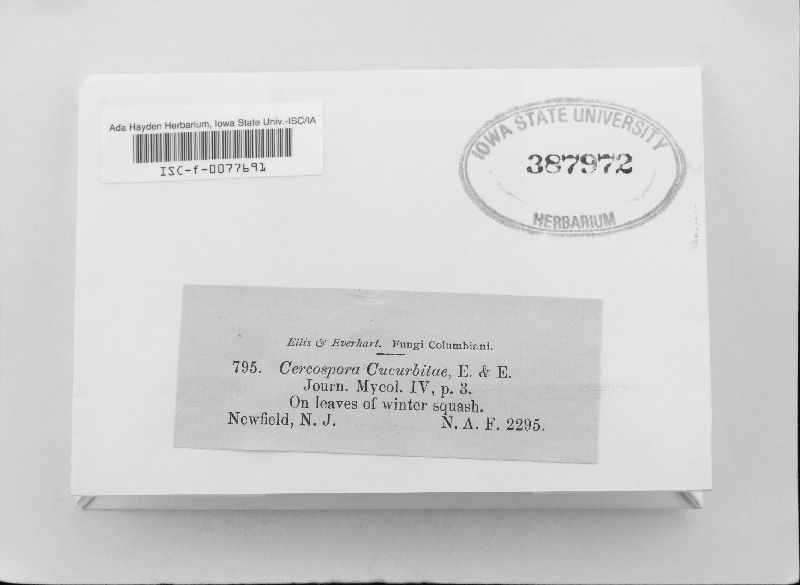 Ada Hayden Herbarium, Iowa State Univ.-ISC/IA
ISC-f-0077691
IOWA STATE UNIVERSITY
387972
HERBARIUM
Ellis & Everhart. Fungi Columbiani.
795. Cercospora Cucurbitae, E. & E.
Journ. Mycol. IV, p. 3.
On leaves of winter squash.
Newfield, N. J. N. A. F. 2295.